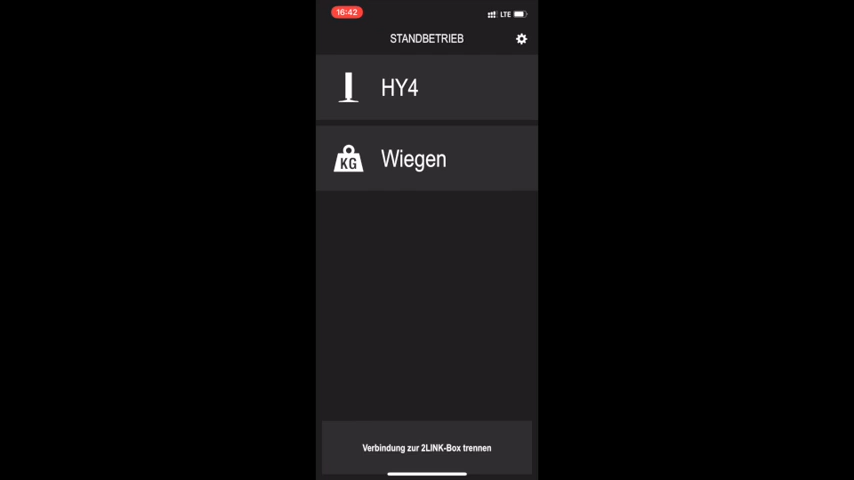 16:42
LTE
STANDBETRIEB
HY4
KG
Wiegen
Verbindung zur 2LINK-Box trennen